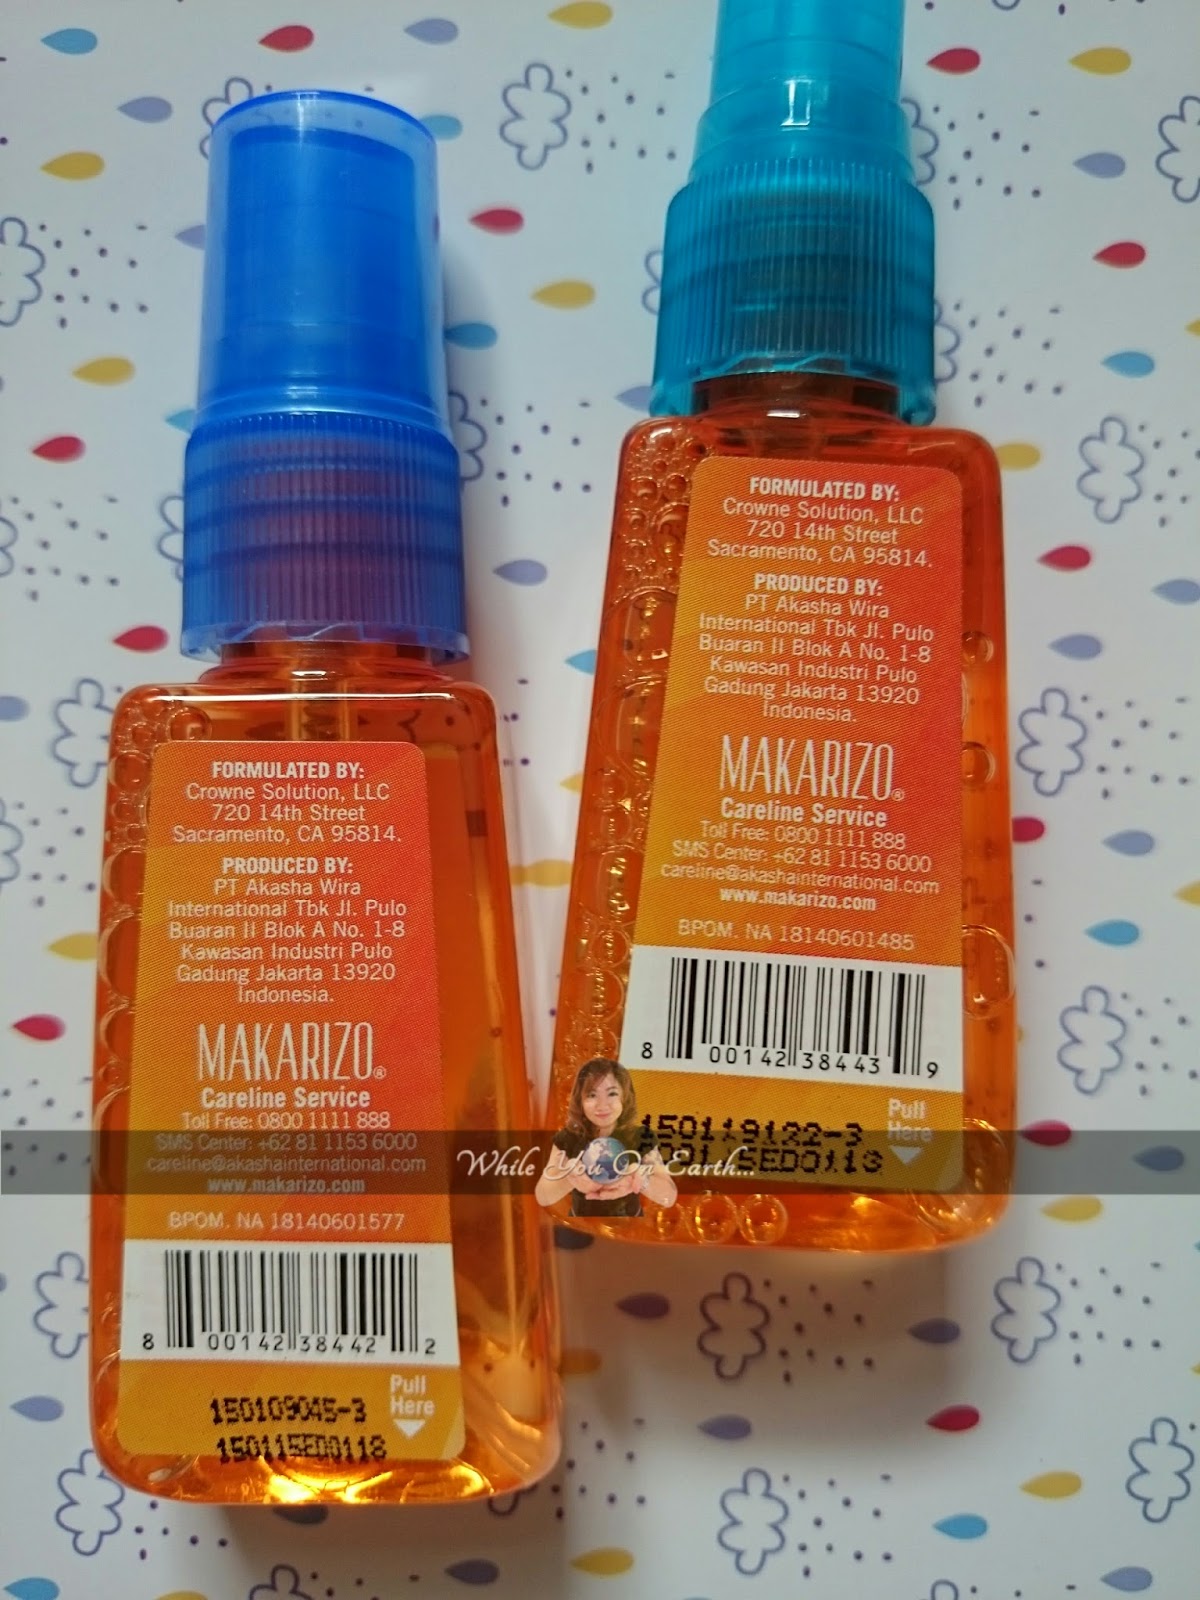 FORMULATED BY:
Crowne Solution, LLC
720 14th Street
Sacramento, CA 95814.
PRODUCED BY:
PT Akasha Wira
International Tbk Jl. Pulo
Buaran II Blok A No. 1-8
Kawasan Industri Pulo
Gadung Jakarta 13920
Indonesia.
MAKARIZO®
Careline Service
Toll Free: 0800 1111 888
SMS Center: +62 81 1153 6000
careline@akashainternational.com
www.makarizo.com
BPOM. NA 18140601577
8 00142 38442 2
Pull
Here
150109045-3
150115ED0118
FORMULATED BY:
Crowne Solution, LLC
720 14th Street
Sacramento, CA 95814.
PRODUCED BY:
PT Akasha Wira
International Tbk Jl. Pulo
Buaran II Blok A No. 1-8
Kawasan Industri Pulo
Gadung Jakarta 13920
Indonesia.
MAKARIZO®
Careline Service
Toll Free: 0800 1111 888
SMS Center: +62 81 1153 6000
careline@akashainternational.com
www.makarizo.com
BPOM. NA 18140601485
8 00142 38443 9
Pull
Here
150119122-3
While You On Earth...